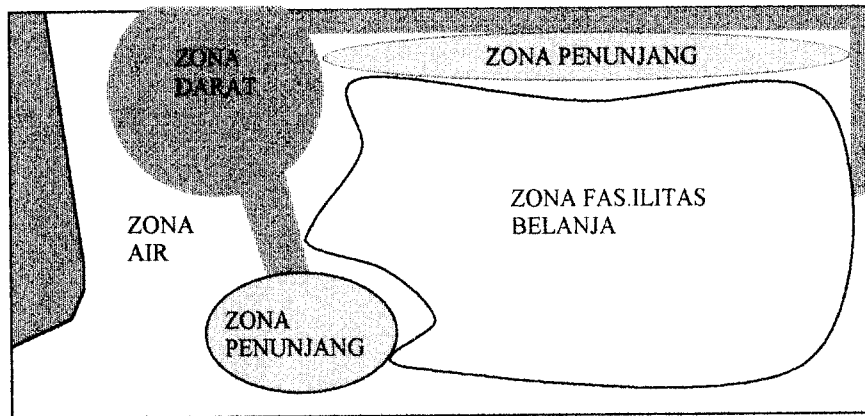 ZONA
DARAT
ZONA PENUNJANG
ZONA FAS.ILITAS
BELANJA
ZONA
AIR
ZONA
PENUNJANG